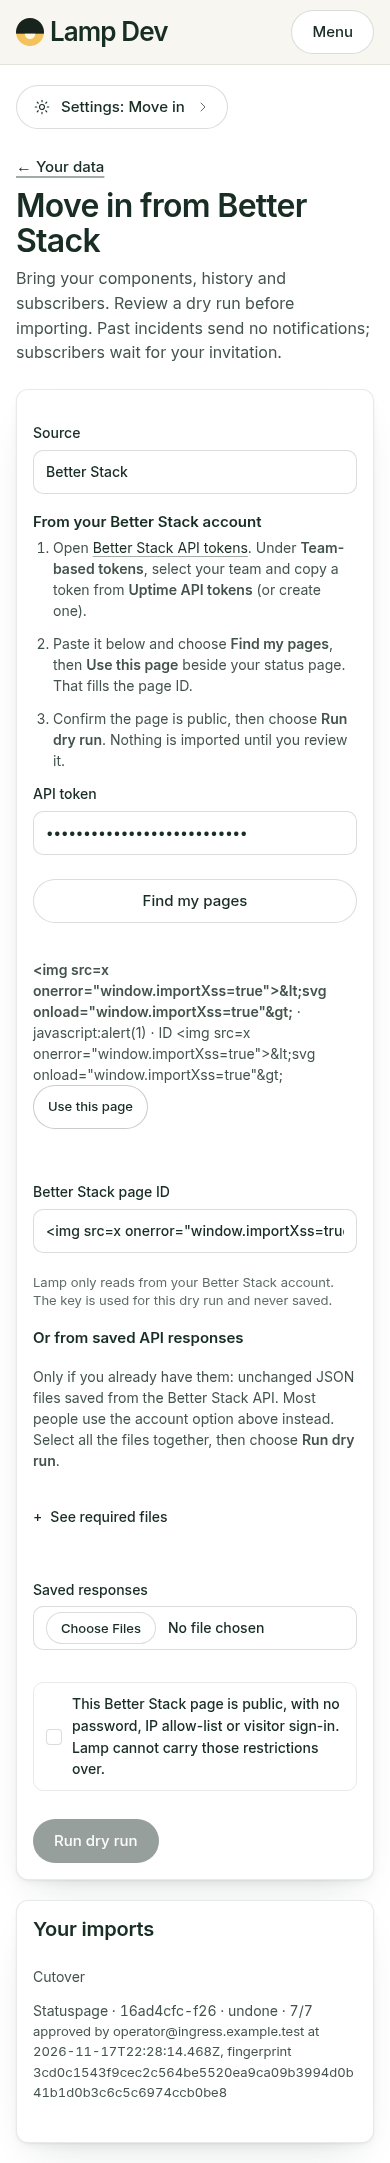 Lamp Dev
Menu
Settings: Move in
← Your data
Move in from Better
Stack
Bring your components, history and
subscribers. Review a dry run before
importing. Past incidents send no notifications;
subscribers wait for your invitation.
Source
Better Stack
From your Better Stack account
1. Open Better Stack API tokens. Under Team-
based tokens, select your team and copy a
token from Uptime API tokens (or create
one).
2. Paste it below and choose Find my pages,
then Use this page beside your status page.
That fills the page ID.
3. Confirm the page is public, then choose Run
dry run. Nothing is imported until you review
it.
API token
•••••••••••••••••••••••••••
Find my pages
<img src=x
onerror="window.importXss=true">&lt;svg
onload="window.importXss=true"&gt; ·
javascript:alert(1) · ID <img src=x
onerror="window.importXss=true">&lt;svg
onload="window.importXss=true"&gt;
Use this page
Better Stack page ID
<img src=x onerror="window.importXss=tru
Lamp only reads from your Better Stack account.
The key is used for this dry run and never saved.
Or from saved API responses
Only if you already have them: unchanged JSON
files saved from the Better Stack API. Most
people use the account option above instead.
Select all the files together, then choose Run dry
run.
+ See required files
Saved responses
Choose Files No file chosen
This Better Stack page is public, with no
password, IP allow-list or visitor sign-in.
Lamp cannot carry those restrictions
over.
Run dry run
Your imports
Cutover
Statuspage · 16ad4cfc-f26 · undone · 7/7
approved by operator@ingress.example.test at
2026-11-17T22:28:14.468Z, fingerprint
3cd0c1543f9cec2c564be5520ea9ca09b3994d0b
41b1d0b3c6c5c6974ccb0be8